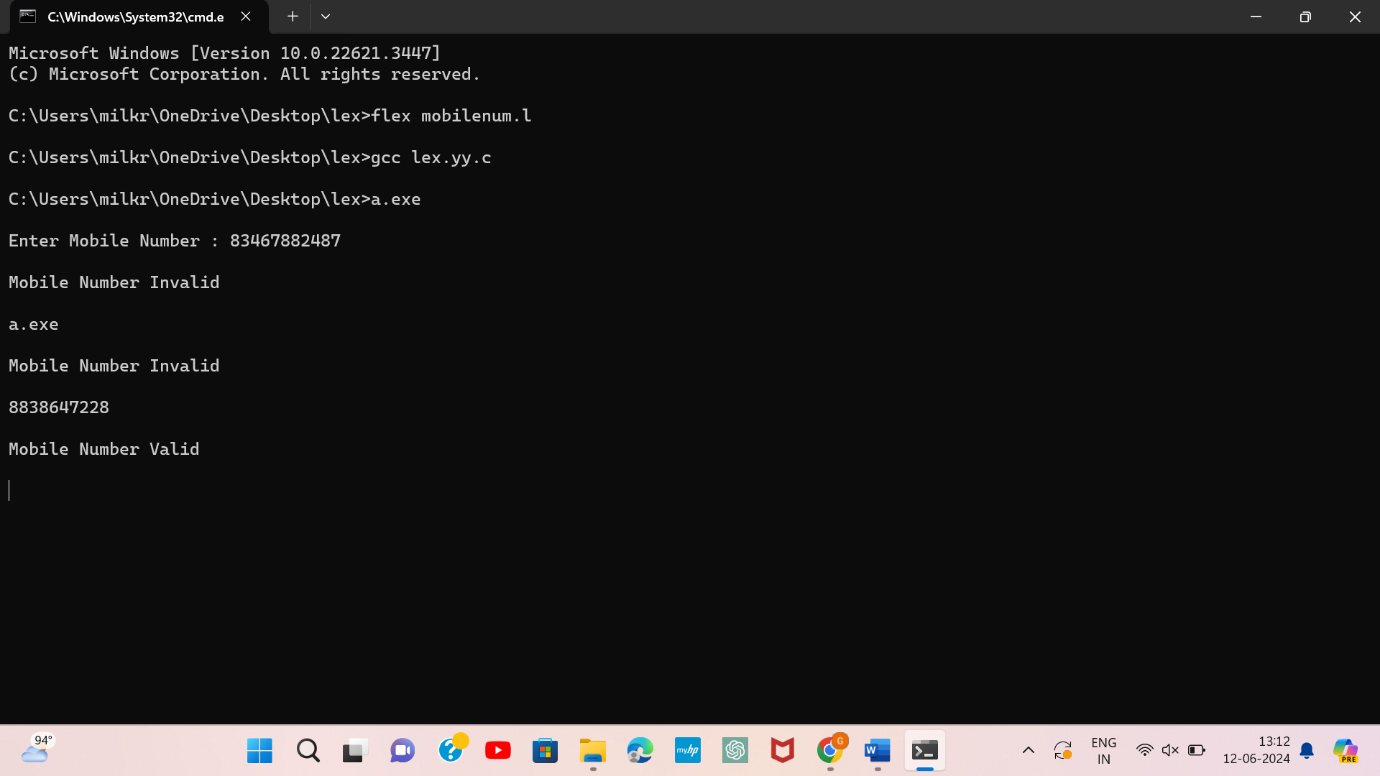 C:\Windows\System32\cmd.e
Microsoft Windows [Version 10.0.22621.3447]
(c) Microsoft Corporation. All rights reserved.
C:\Users\milkr\OneDrive\Desktop\lex>flex mobilenum.l
C:\Users\milkr\OneDrive\Desktop\lex>gcc lex.yy.c
C:\Users\milkr\OneDrive\Desktop\lex>a.exe
Enter Mobile Number : 83467882487
Mobile Number Invalid
a.exe
Mobile Number Invalid
8838647228
Mobile Number Valid
94°
myhp
G
W
ENG
IN
13:12
12-06-2024
PRE